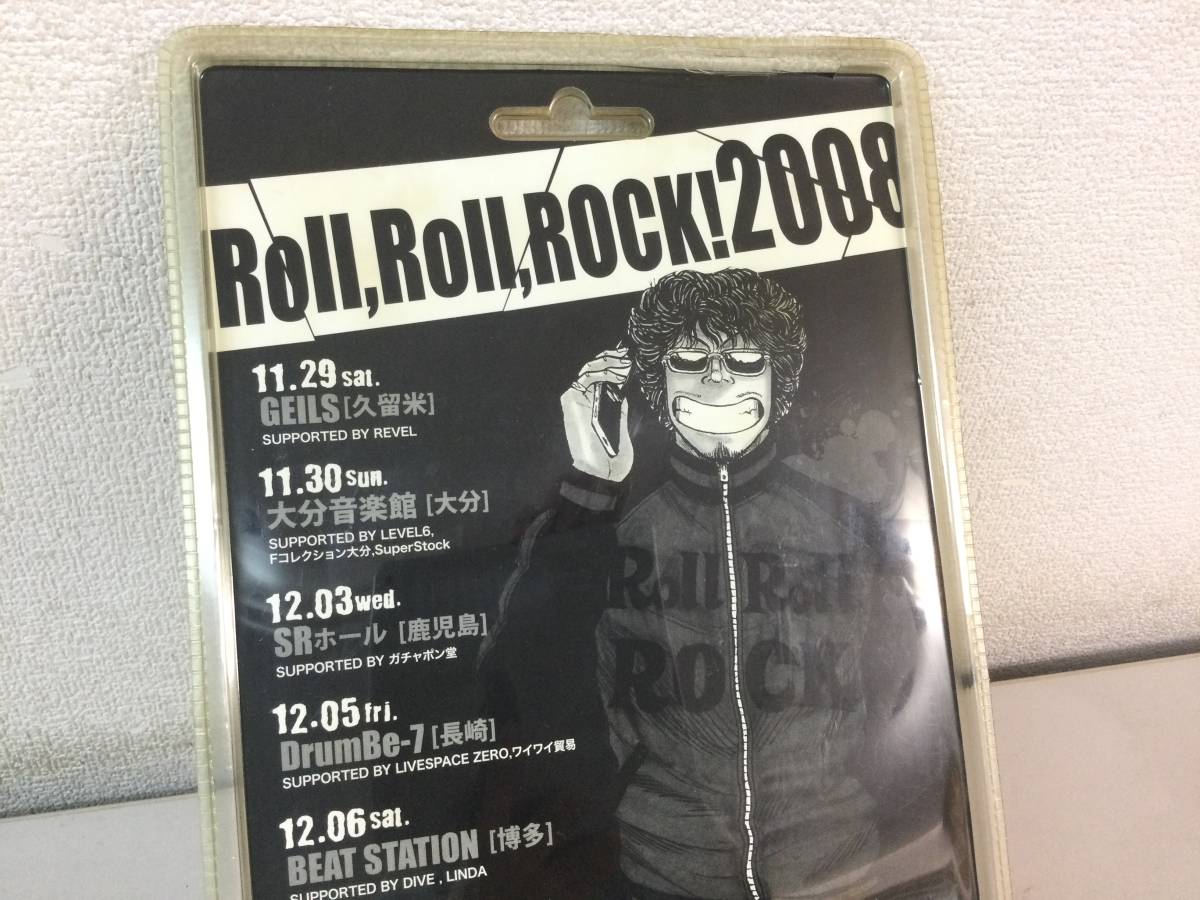 Roll,Roll,ROCK!2008
11.29 sat.
GEILS[久留米]
SUPPORTED BY REVEL
11.30 sun.
大分音楽館 [大分]
SUPPORTED BY LEVEL6,
Fコレクション大分,SuperStock
12.03 wed.
SRホール [鹿児島]
SUPPORTED BY ガチャポン堂
12.05 fri.
DrumBe-7 [長崎]
SUPPORTED BY LIVESPACE ZERO,ワイワイ貿易
12.06 sat.
BEAT STATION [博多]
SUPPORTED BY DIVE , LINDA
Roll Roll
ROCK